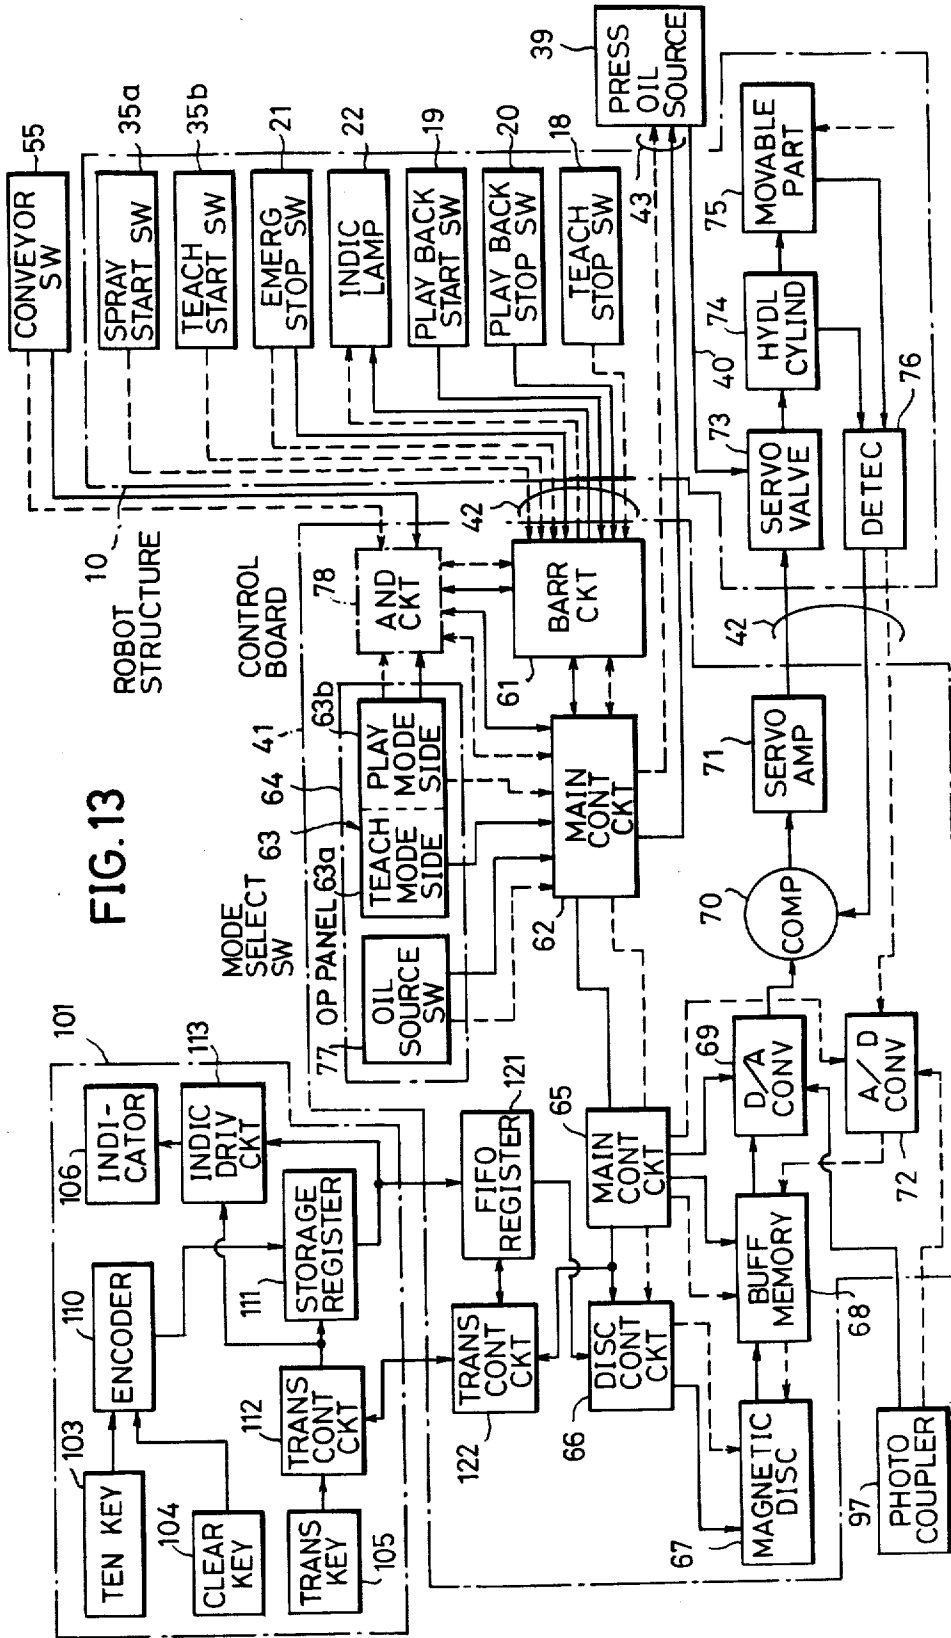 FIG.13
101
103
TEN KEY
104
CLEAR
KEY
TRANS
KEY
105
110
ENCODER
112
TRANS
CONT
CKT
111
STORAGE
REGISTER
106
INDI-
CATOR
113
INDIC
DRIV
CKT
121
FIFO
REGISTER
122
TRANS
CONT
CKT
65
MAIN
CONT
CKT
66
DISC
CONT
CKT
67
MAGNETIC
DISC
68
BUFF
MEMORY
69
D/A
CONV
72
A/D
CONV
97
PHOTO
COUPLER
MODE
SELECT
SW
OP PANEL
77
OIL
SOURCE
SW
63
63a
TEACH
MODE
SIDE
63b
PLAY
MODE
SIDE
64
41
CONTROL
BOARD
10
ROBOT
STRUCTURE
78
AND
CKT
61
BARR
CKT
62
MAIN
CONT
CKT
42
55
CONVEYOR
SW
35a
SPRAY
START SW
35b
TEACH
START SW
21
EMERG
STOP SW
22
INDIC
LAMP
19
PLAY BACK
START SW
20
PLAY BACK
STOP SW
18
TEACH
STOP SW
43
39
PRESS
OIL
SOURCE
70
COMP
71
SERVO
AMP
42
73
SERVO
VALVE
40
74
HYDL
CYLIND
75
MOVABLE
PART
76
DETEC